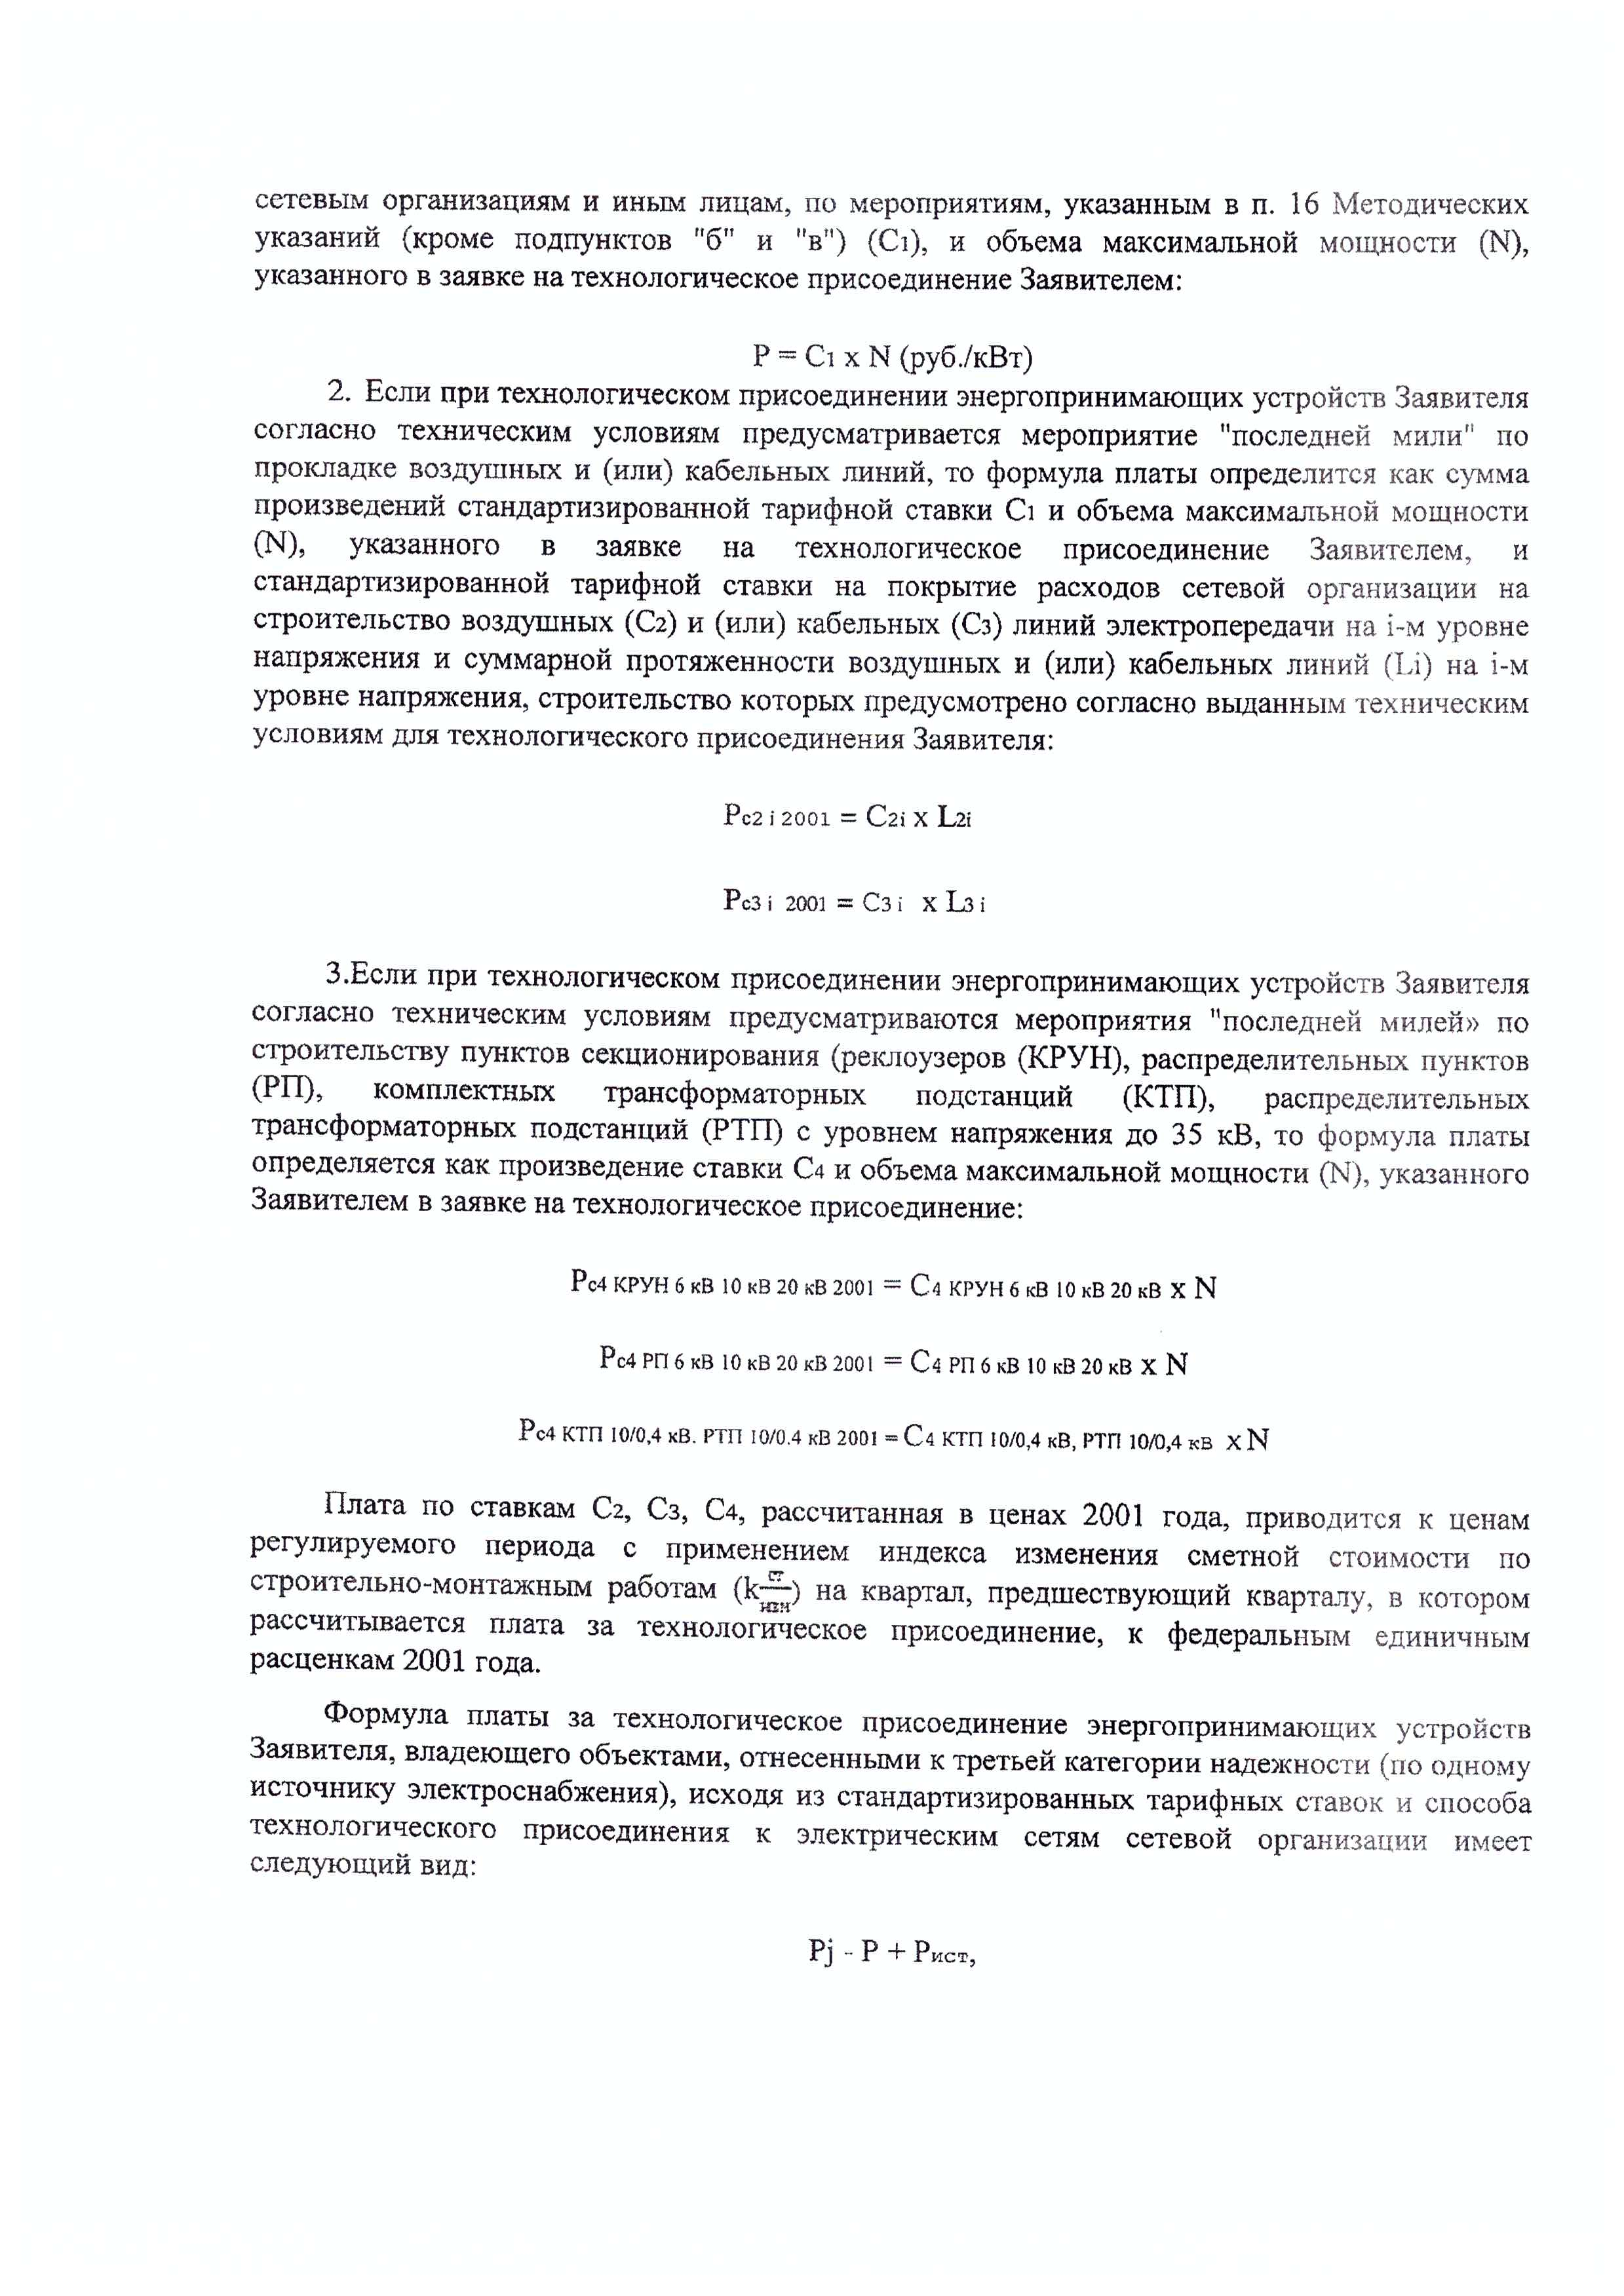 сетевым организациям и иным лицам, по мероприятиям, указанным в п. 16 Методических
указаний (кроме подпунктов "б" и "в") (С1), и объема максимальной мощности (N),
указанного в заявке на технологическое присоединение Заявителем:
P = C1 x N (руб./кВт)
2. Если при технологическом присоединении энергопринимающих устройств Заявителя
согласно техническим условиям предусматривается мероприятие "последней мили" по
прокладке воздушных и (или) кабельных линий, то формула платы определится как сумма
произведений стандартизированной тарифной ставки С1 и объема максимальной мощности
(N), указанного в заявке на технологическое присоединение Заявителем, и
стандартизированной тарифной ставки на покрытие расходов сетевой организации на
строительство воздушных (С2) и (или) кабельных (С3) линий электропередачи на i-м уровне
напряжения и суммарной протяженности воздушных и (или) кабельных линий (Li) на i-м
уровне напряжения, строительство которых предусмотрено согласно выданным техническим
условиям для технологического присоединения Заявителя:
Pc2 i 2001 = C2i x L2i
Pc3 i 2001 = C3 i x L3 i
3.Если при технологическом присоединении энергопринимающих устройств Заявителя
согласно техническим условиям предусматриваются мероприятия "последней милей» по
строительству пунктов секционирования (реклоузеров (КРУН), распределительных пунктов
(РП), комплектных трансформаторных подстанций (КТП), распределительных
трансформаторных подстанций (РТП) с уровнем напряжения до 35 кВ, то формула платы
определяется как произведение ставки С4 и объема максимальной мощности (N), указанного
Заявителем в заявке на технологическое присоединение:
Pc4 КРУН 6 кВ 10 кВ 20 кВ 2001 = C4 КРУН 6 кВ 10 кВ 20 кВ x N
Pc4 РП 6 кВ 10 кВ 20 кВ 2001 = C4 РП 6 кВ 10 кВ 20 кВ x N
Pc4 КТП 10/0,4 кВ. РТП 10/0.4 кВ 2001 = C4 КТП 10/0,4 кВ, РТП 10/0,4 кВ x N
Плата по ставкам С2, С3, С4, рассчитанная в ценах 2001 года, приводится к ценам
регулируемого периода с применением индекса изменения сметной стоимости по
строительно-монтажным работам (k ст изм) на квартал, предшествующий кварталу, в котором
рассчитывается плата за технологическое присоединение, к федеральным единичным
расценкам 2001 года.
Формула платы за технологическое присоединение энергопринимающих устройств
Заявителя, владеющего объектами, отнесенными к третьей категории надежности (по одному
источнику электроснабжения), исходя из стандартизированных тарифных ставок и способа
технологического присоединения к электрическим сетям сетевой организации имеет
следующий вид:
Pj - P + Pист,